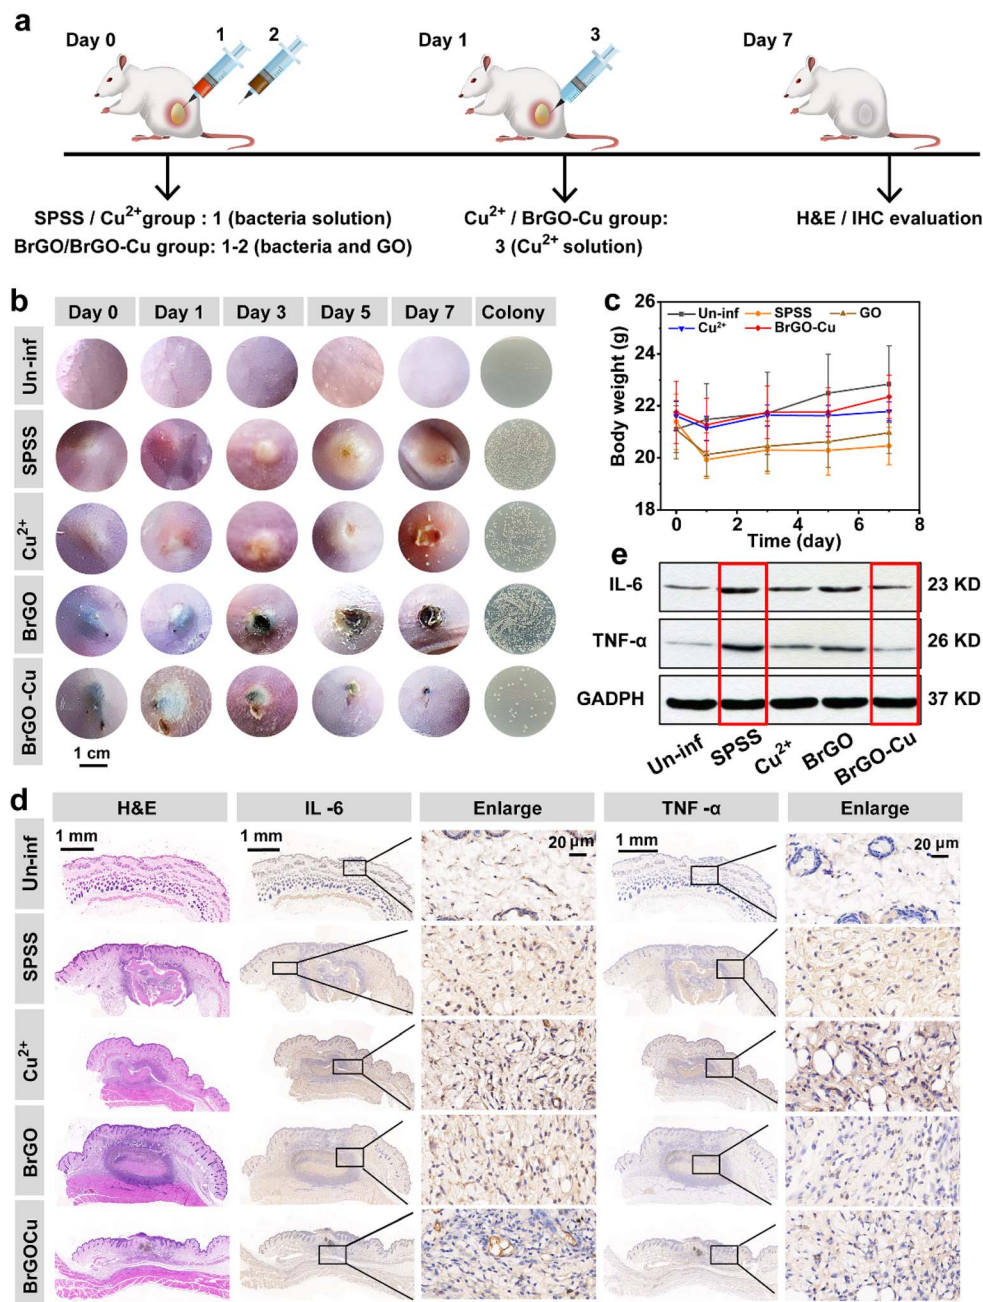 a
Day 0
1
2
Day 1
3
Day 7
SPSS / Cu²⁺group : 1 (bacteria solution)
BrGO/BrGO-Cu group: 1-2 (bacteria and GO)
Cu²⁺ / BrGO-Cu group:
3 (Cu²⁺ solution)
H&E / IHC evaluation
b
Day 0 Day 1 Day 3 Day 5 Day 7 Colony
Un-inf
SPSS
Cu²⁺
BrGO
BrGO-Cu
1 cm
c
Body weight (g)
26
24
22
20
18
Un-inf SPSS GO
Cu²⁺ BrGO-Cu
0 2 4 6 8
Time (day)
e
IL-6 23 KD
TNF-α 26 KD
GADPH 37 KD
Un-inf SPSS Cu²⁺ BrGO BrGO-Cu
d
H&E IL -6 Enlarge TNF -α Enlarge
1 mm 1 mm 20 μm 1 mm 20 μm
Un-inf
SPSS
Cu²⁺
BrGO
BrGOCu